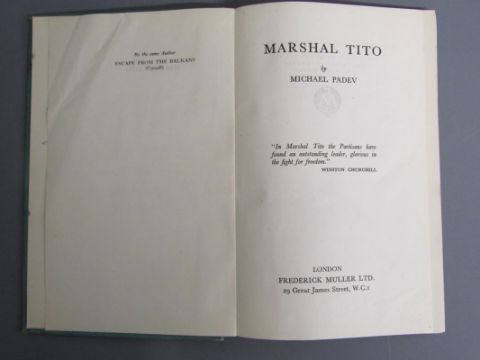 By the same Author
ESCAPE FROM THE BALKANS
(Cassell)
MARSHAL TITO
by
MICHAEL PADEV
"In Marshal Tito the Partisans have
found an outstanding leader, glorious in
the fight for freedom."
WINSTON CHURCHILL
LONDON
FREDERICK MULLER LTD.
29 Great James Street, W.C.1